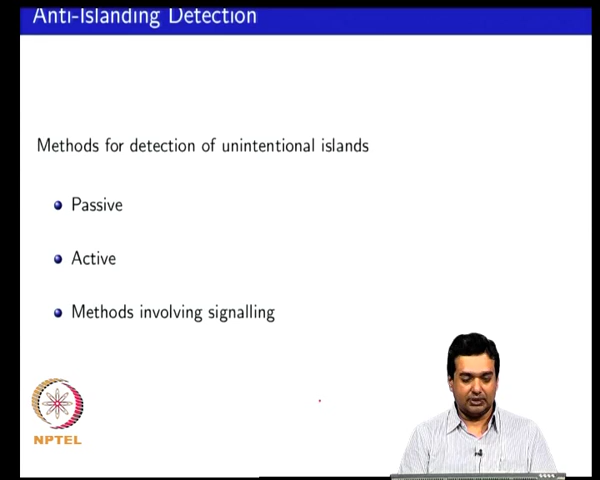 Anti-Islanding Detection
Methods for detection of unintentional islands
Passive
Active
Methods involving signalling
NPTEL